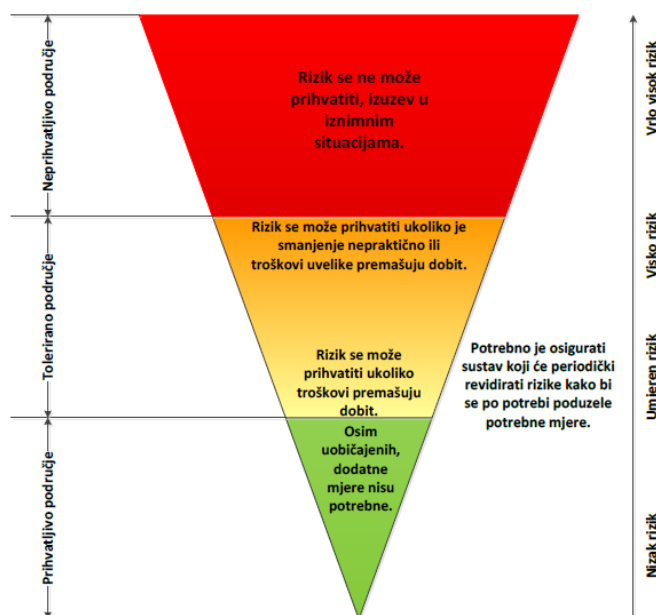 Neprihvatljivo područje
Tolerirano područje
Prihvatljivo područje
Rizik se ne može
prihvatiti, izuzev u
iznimnim
situacijama.
Rizik se može prihvatiti ukoliko je
smanjenje nepraktično ili
troškovi uvelike premašuju dobit.
Rizik se može
prihvatiti ukoliko
troškovi premašuju
dobit.
Osim
uobičajenih,
dodatne
mjere nisu
potrebne.
Potrebno je osigurati
sustav koji će periodički
revidirati rizike kako bi
se po potrebi poduzele
potrebne mjere.
Vrlo visok rizik
Visko rizik
Umjeren rizik
Nizak rizik